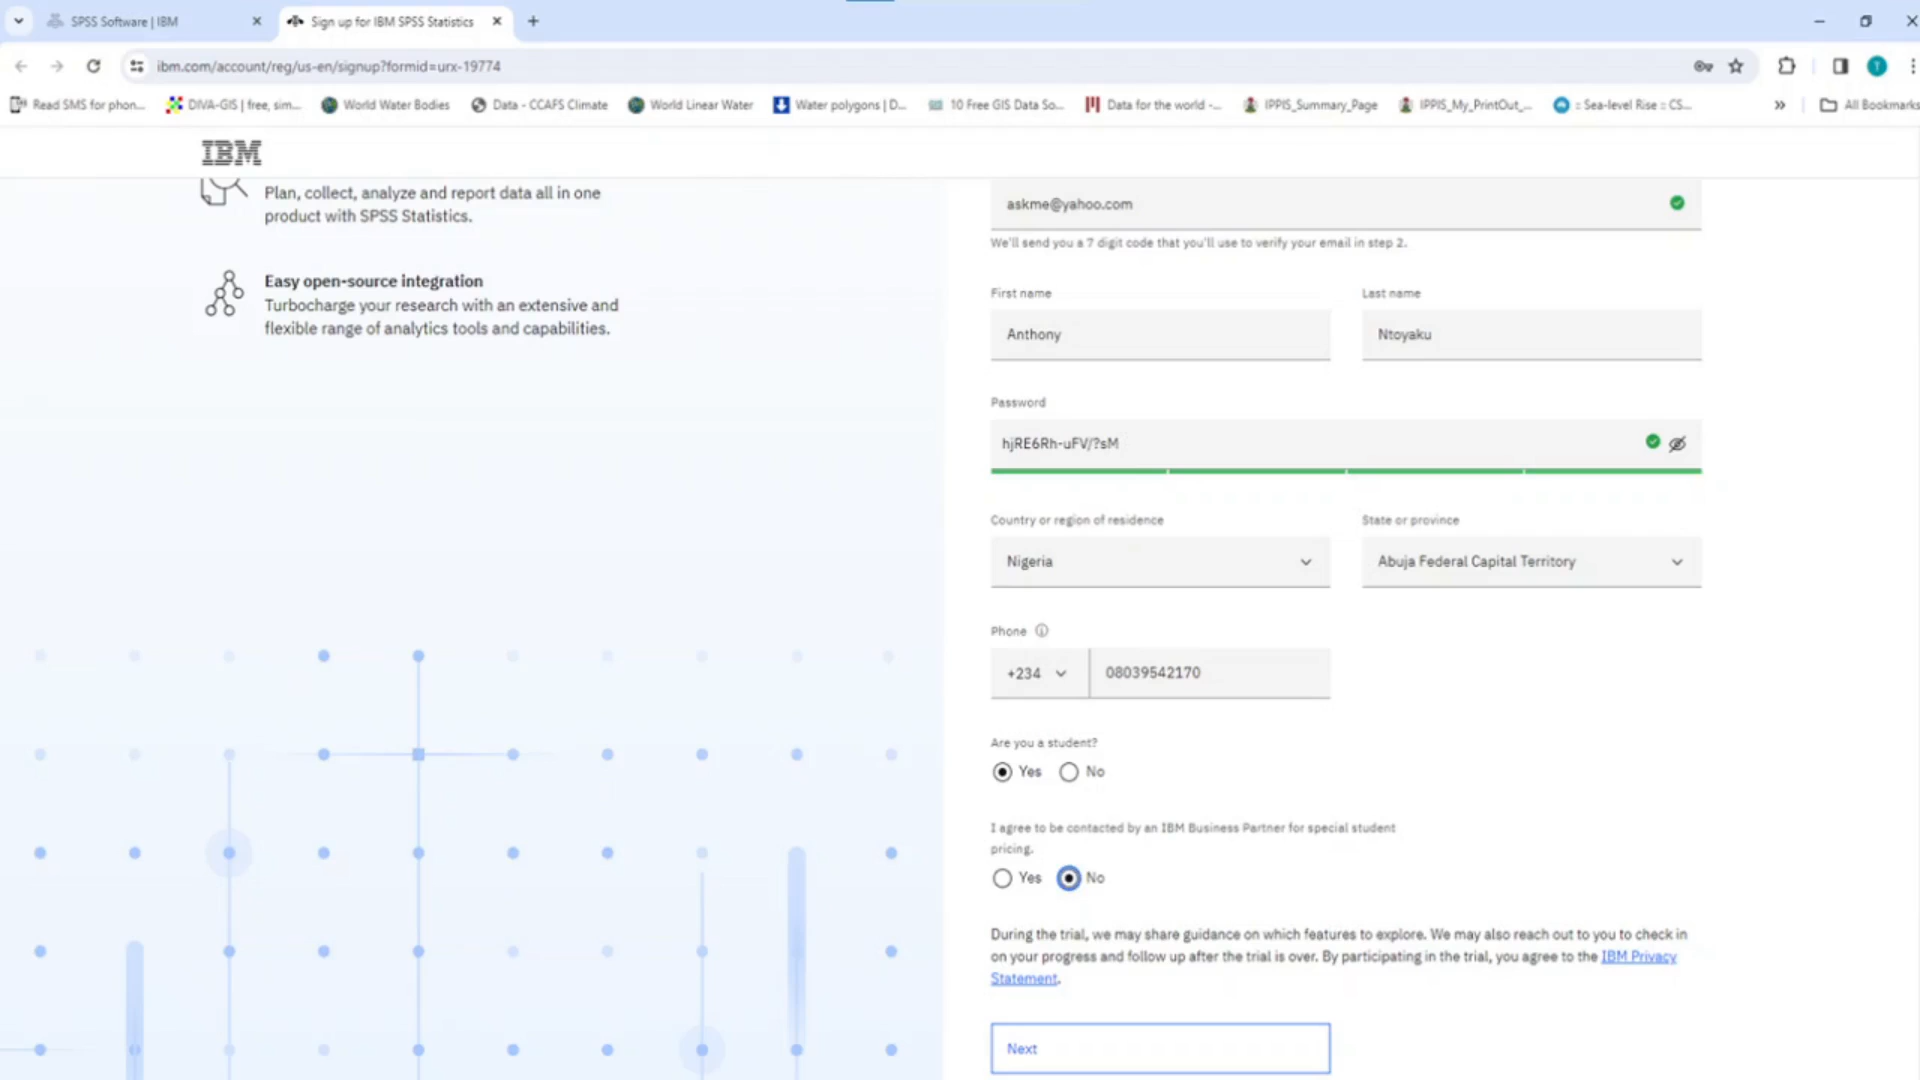 SPSS Software | IBM
Sign up for IBM SPSS Statistics
ibm.com/account/reg/us-en/signup?formid=urx-19774
Read SMS for phon...
DIVA-GIS | free, sim...
World Water Bodies
Data - CCAFS Climate
World Linear Water
Water polygons | D...
10 Free GIS Data So...
Data for the world -...
IPPIS_Summary_Page
IPPIS_My_PrintOut_...
:: Sea-level Rise :: CS...
»
All Bookmarks
T
IBM
Plan, collect, analyze and report data all in one
product with SPSS Statistics.
Easy open-source integration
Turbocharge your research with an extensive and
flexible range of analytics tools and capabilities.
askme@yahoo.com
We'll send you a 7 digit code that you'll use to verify your email in step 2.
First name
Last name
Anthony
Ntoyaku
Password
hjRE6Rh-uFV/?sM
Country or region of residence
State or province
Nigeria
Abuja Federal Capital Territory
Phone
+234
08039542170
Are you a student?
Yes
No
I agree to be contacted by an IBM Business Partner for special student
pricing.
Yes
No
During the trial, we may share guidance on which features to explore. We may also reach out to you to check in
on your progress and follow up after the trial is over. By participating in the trial, you agree to the IBM Privacy
Statement.
Next